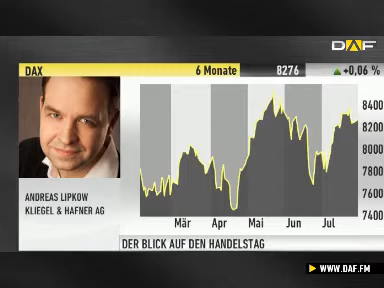 DAF
DAX 6 Monate 8276 +0,06 %
8400
8200
8000
7800
7600
7400
Mär Apr Mai Jun Jul
ANDREAS LIPKOW
KLIEGEL & HAFNER AG
DER BLICK AUF DEN HANDELSTAG
WWW.DAF.FM